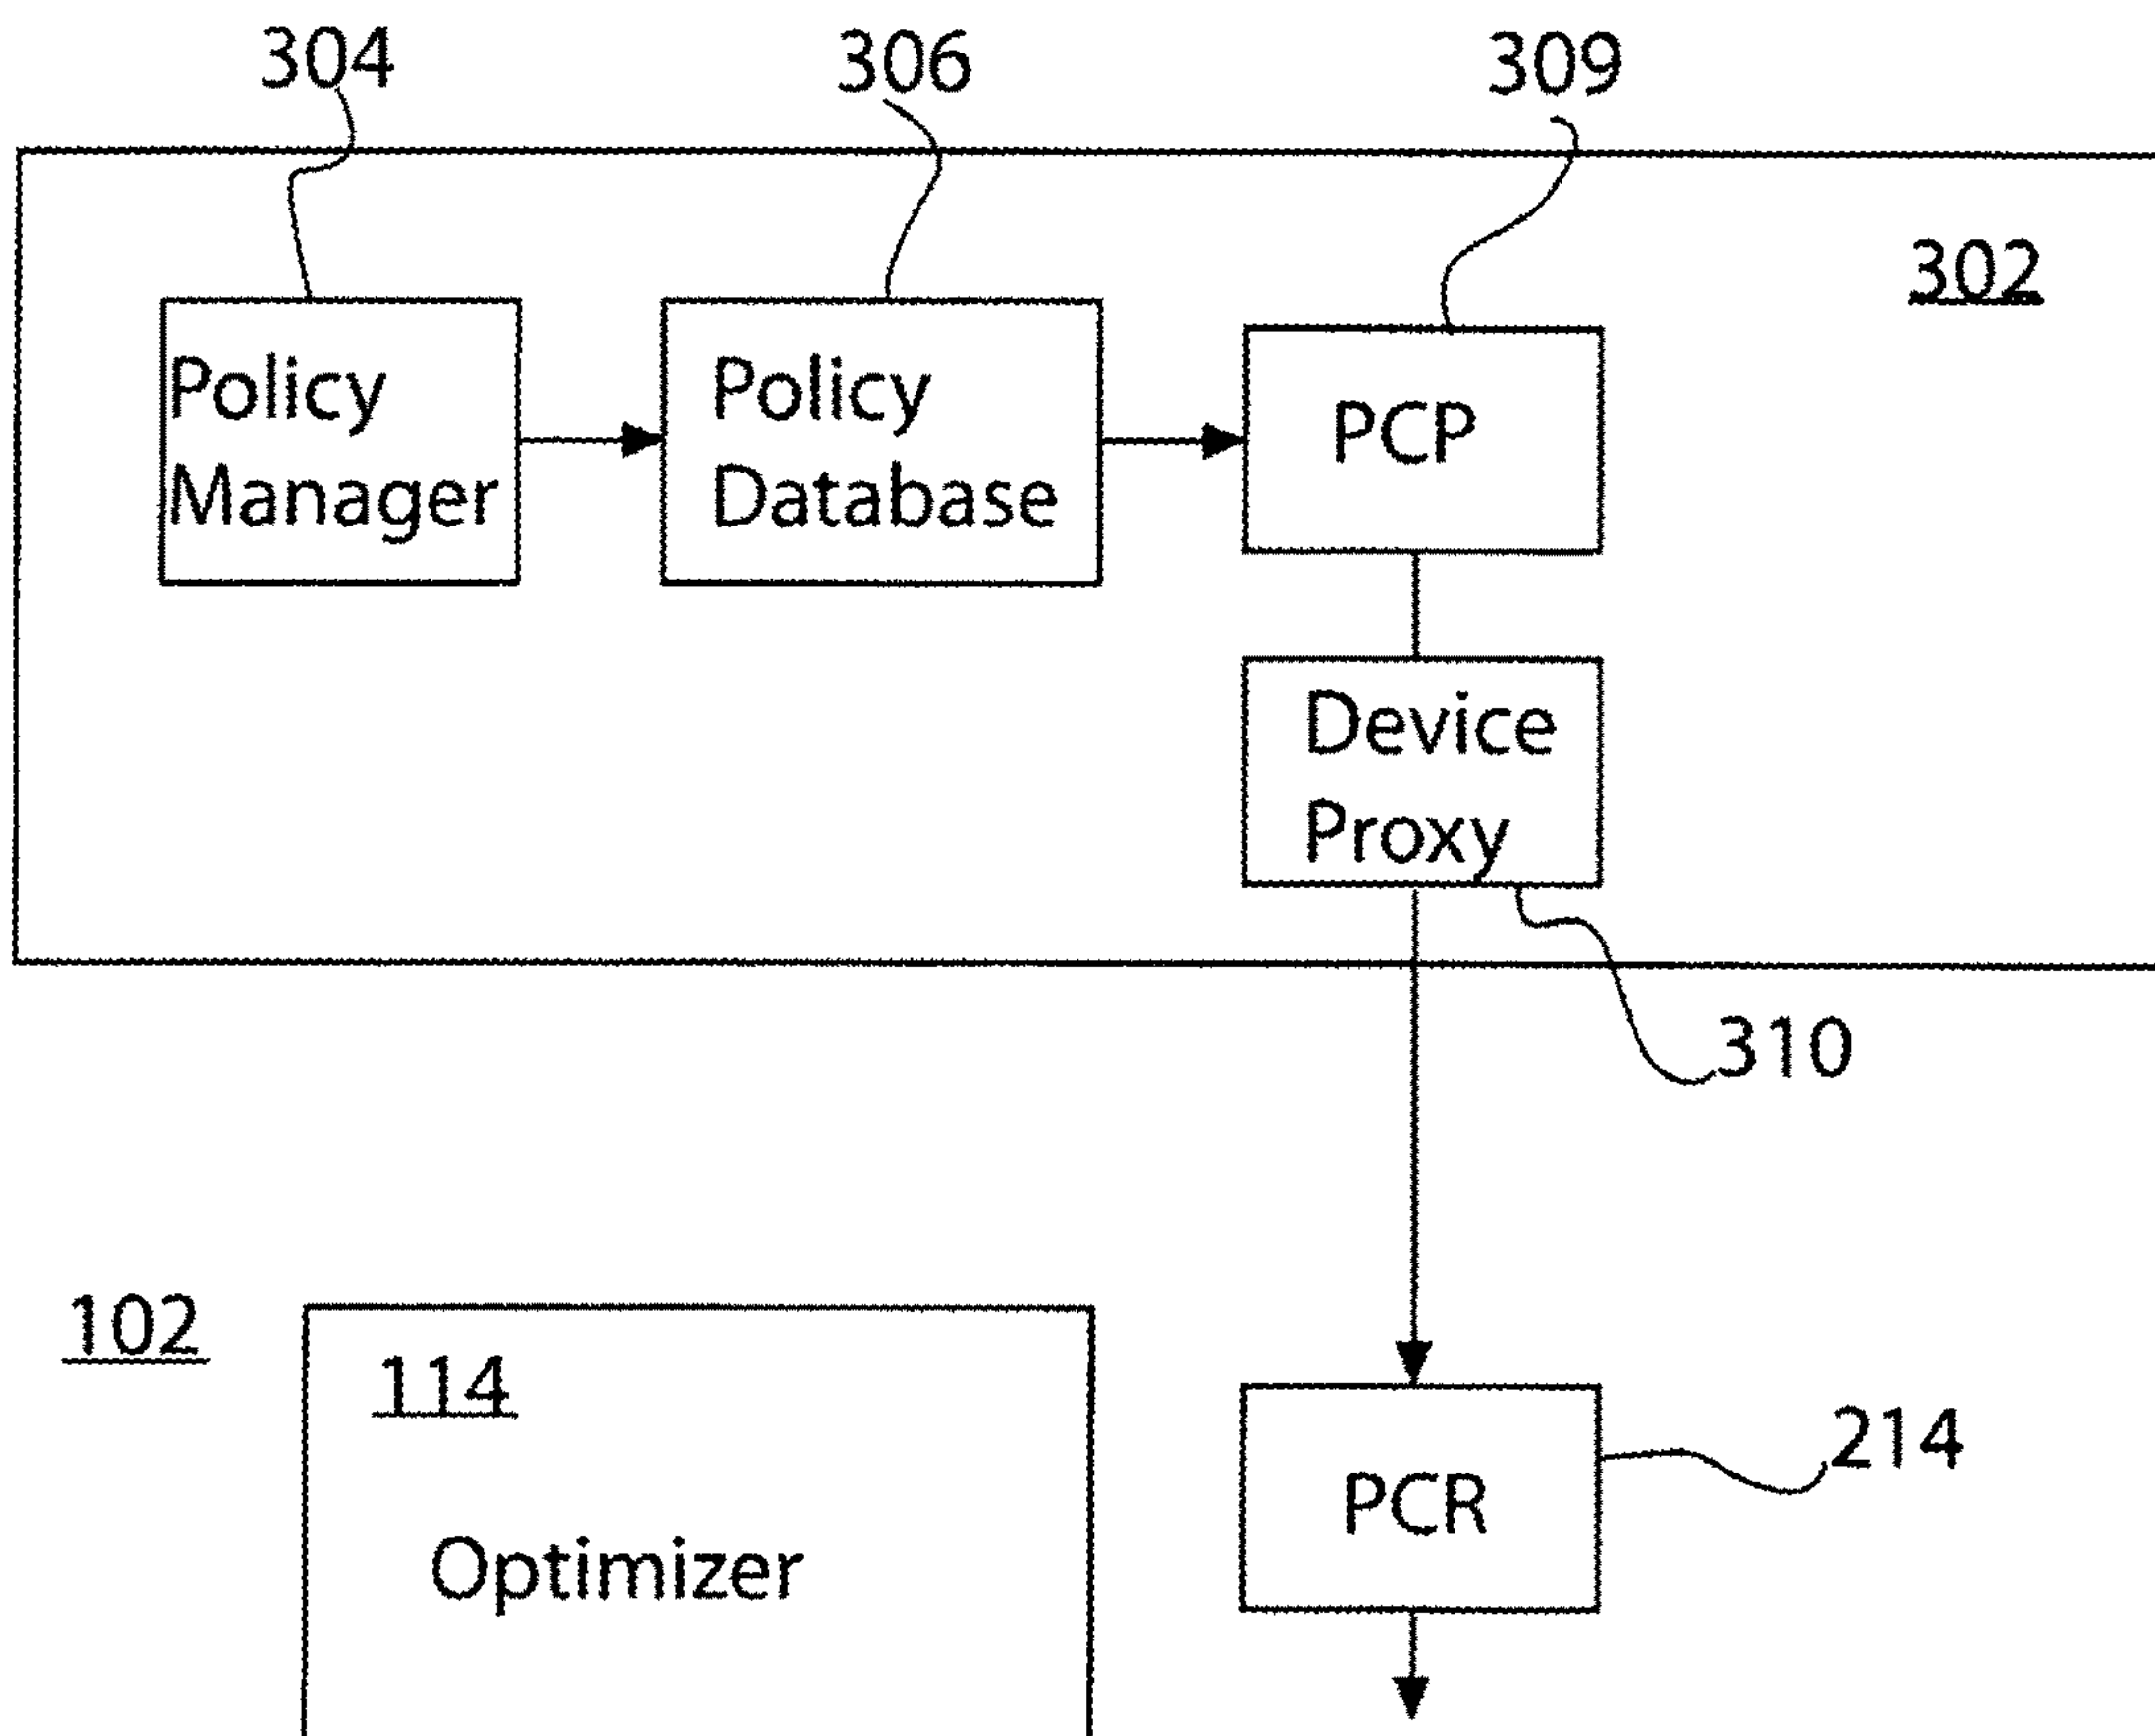 304
306
309
302
Policy
Manager
Policy
Database
PCP
Device
Proxy
310
102
114
Optimizer
PCR
214